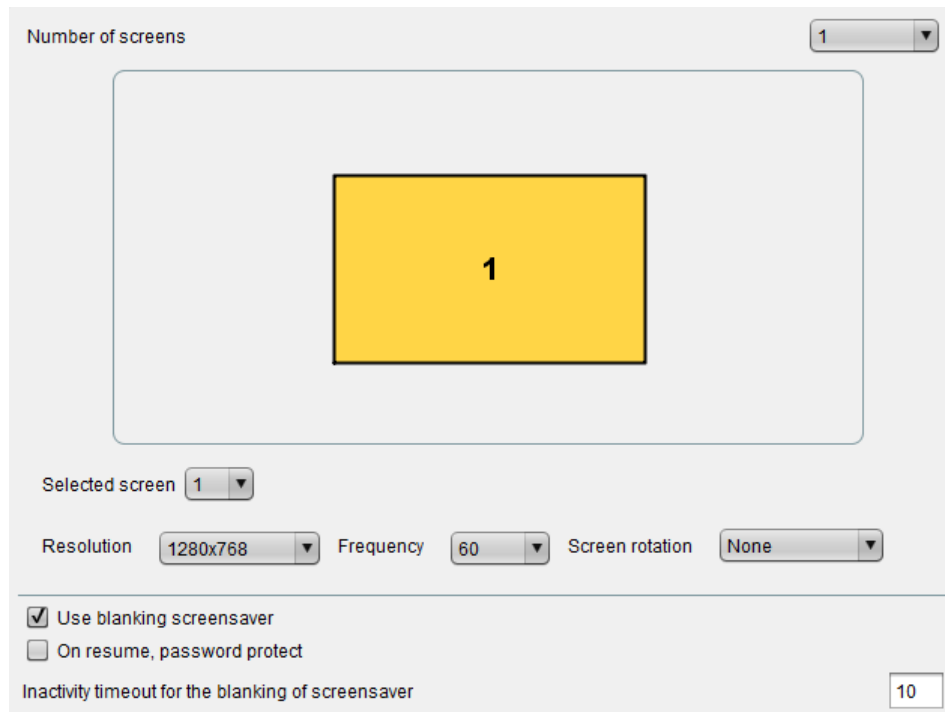 Number of screens 1
1
Selected screen 1
Resolution 1280x768 Frequency 60 Screen rotation None
Use blanking screensaver
On resume, password protect
Inactivity timeout for the blanking of screensaver 10